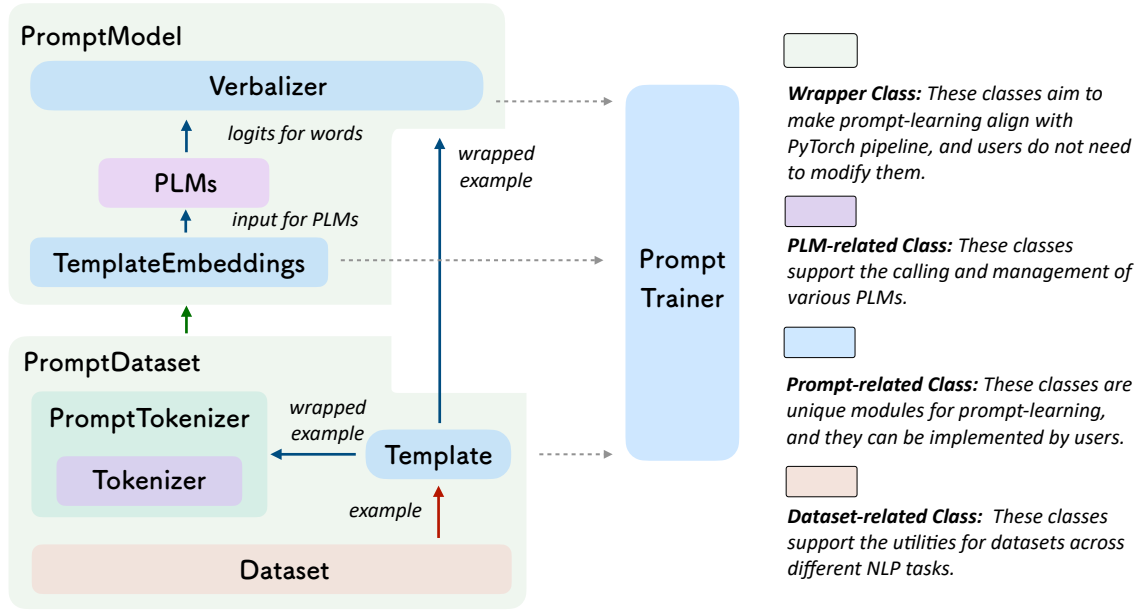 PromptModel
Verbalizer
logits for words
wrapped
example
PLMs
input for PLMs
TemplateEmbeddings
PromptDataset
PromptTokenizer
wrapped
example
Template
Tokenizer
example
Dataset
Prompt
Trainer
Wrapper Class: These classes aim to
make prompt-learning align with
PyTorch pipeline, and users do not need
to modify them.
PLM-related Class: These classes
support the calling and management of
various PLMs.
Prompt-related Class: These classes are
unique modules for prompt-learning,
and they can be implemented by users.
Dataset-related Class: These classes
support the utilities for datasets across
different NLP tasks.